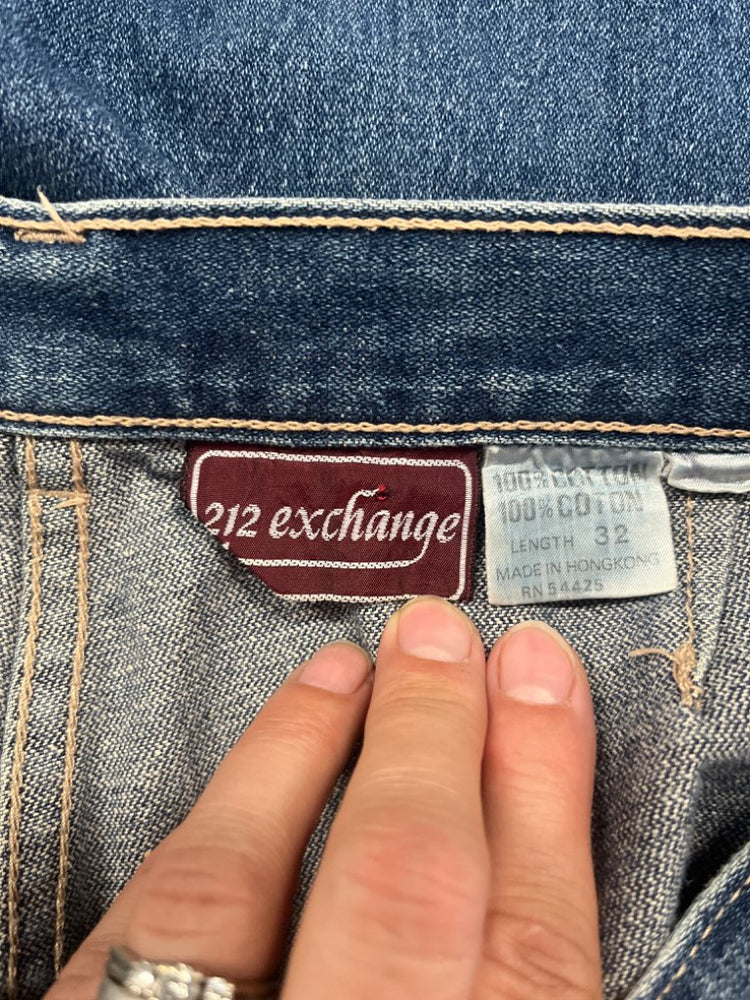 212 exchange
100% COTTON
100% COTON
LENGTH 32
MADE IN HONGKONG
RN 54425